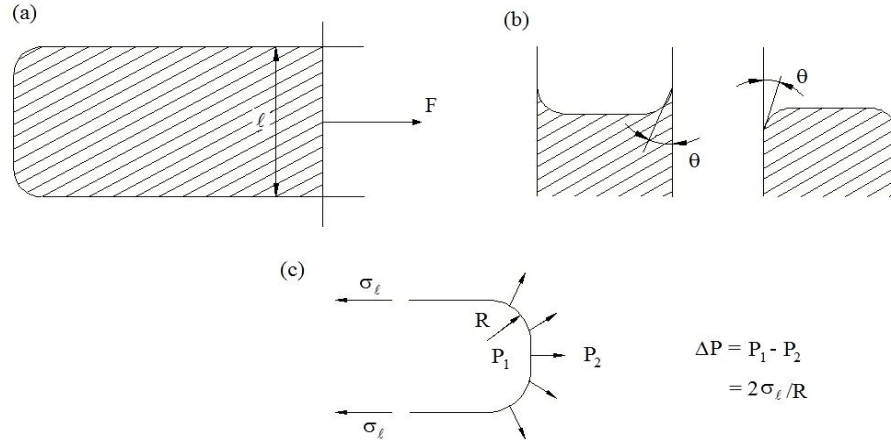 (a)
F
ℓ
(b)
θ
θ
(c)
σℓ
R
P1
P2
σℓ
ΔP = P1 - P2
= 2σℓ/R